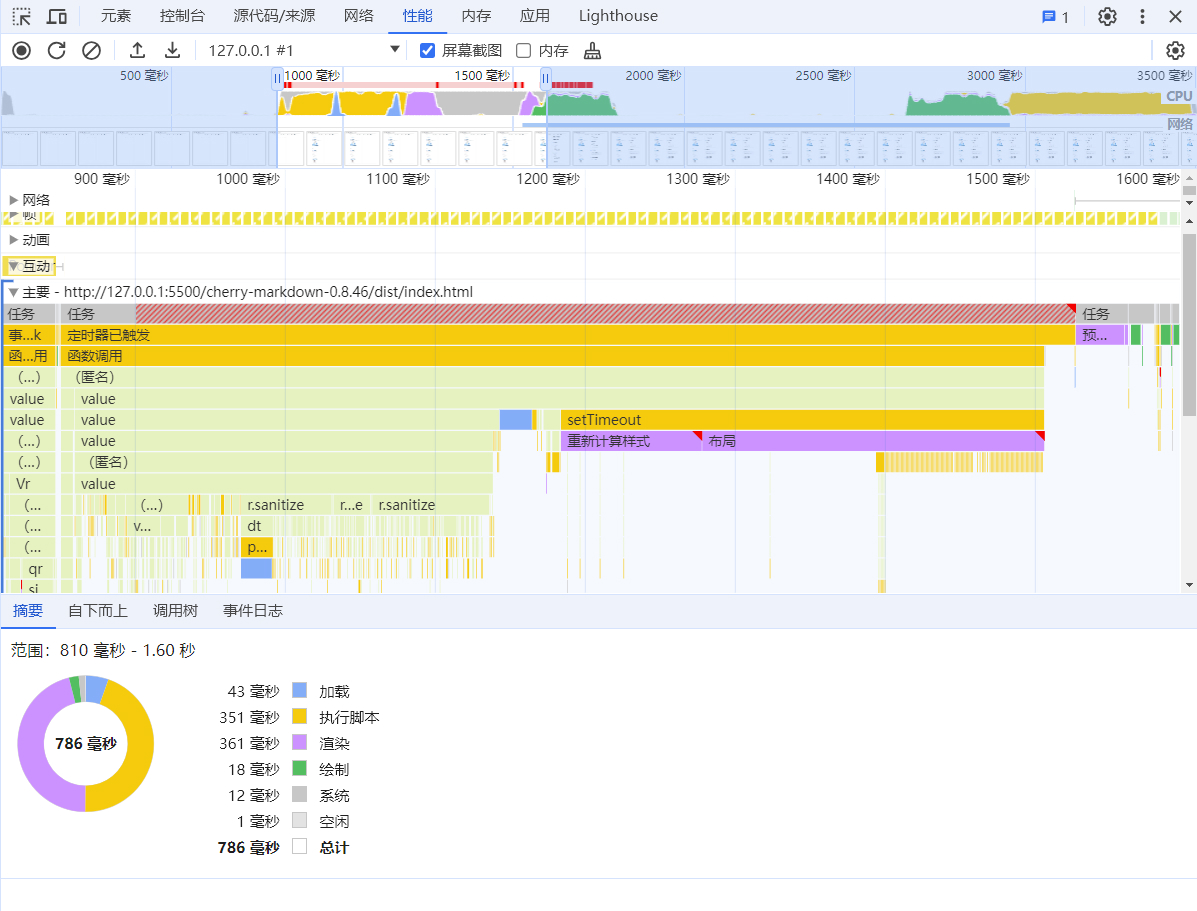 元素 控制台 源代码/来源 网络 性能 内存 应用 Lighthouse 1
127.0.0.1 #1 屏幕截图 内存
500 毫秒 1000 毫秒 1500 毫秒 2000 毫秒 2500 毫秒 3000 毫秒 3500 毫秒
CPU
网络
900 毫秒 1000 毫秒 1100 毫秒 1200 毫秒 1300 毫秒 1400 毫秒 1500 毫秒 1600 毫秒
网络
帧
动画
互动
主要 - http://127.0.0.1:5500/cherry-markdown-0.8.46/dist/index.html
任务 任务 任务
事...k 定时器已触发 预...
函...用 函数调用
(...) (匿名)
value value
value value setTimeout
(...) value 重新计算样式 布局
(...) (匿名)
Vr value
(... (...) r.sanitize r...e r.sanitize
(... v... dt
(... p...
qr
si
摘要 自下而上 调用树 事件日志
范围：810 毫秒 - 1.60 秒
786 毫秒
43 毫秒 加载
351 毫秒 执行脚本
361 毫秒 渲染
18 毫秒 绘制
12 毫秒 系统
1 毫秒 空闲
786 毫秒 总计